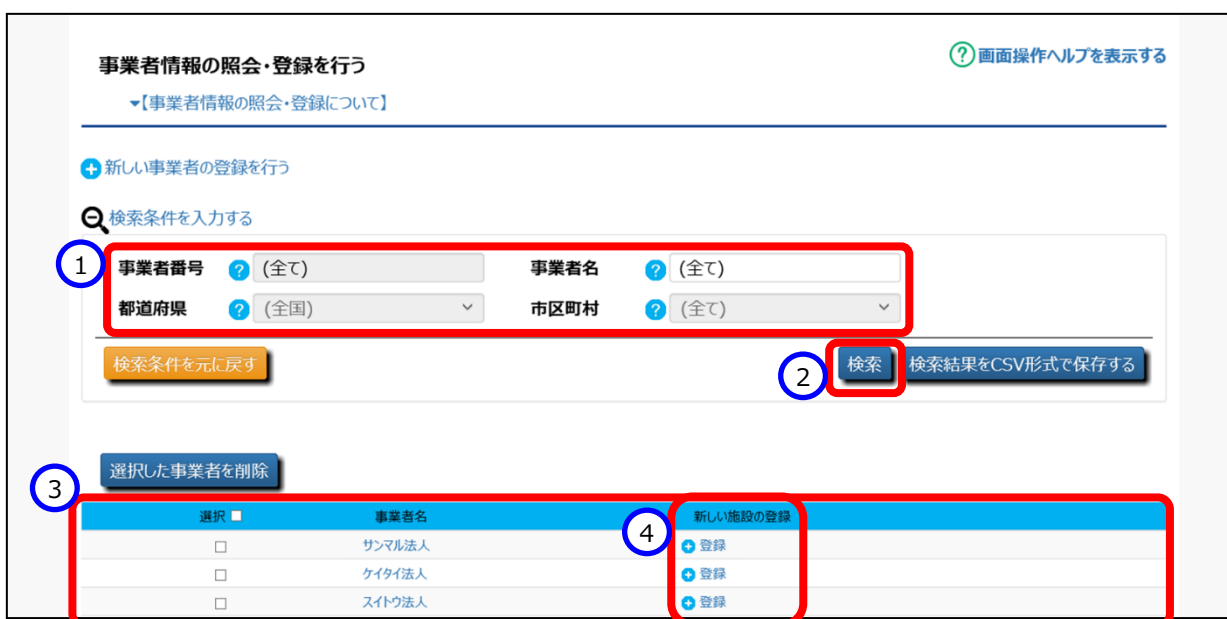 事業者情報の照会・登録を行う
?画面操作ヘルプを表示する
▼【事業者情報の照会・登録について】
新しい事業者の登録を行う
検索条件を入力する
1
事業者番号 ? (全て) 事業者名 ? (全て)
都道府県 ? (全国) 市区町村 ? (全て)
検索条件を元に戻す 2 検索 検索結果をCSV形式で保存する
選択した事業者を削除
3
選択 事業者名 新しい施設の登録
4
サンマル法人 登録
ケイタイ法人 登録
スイトウ法人 登録